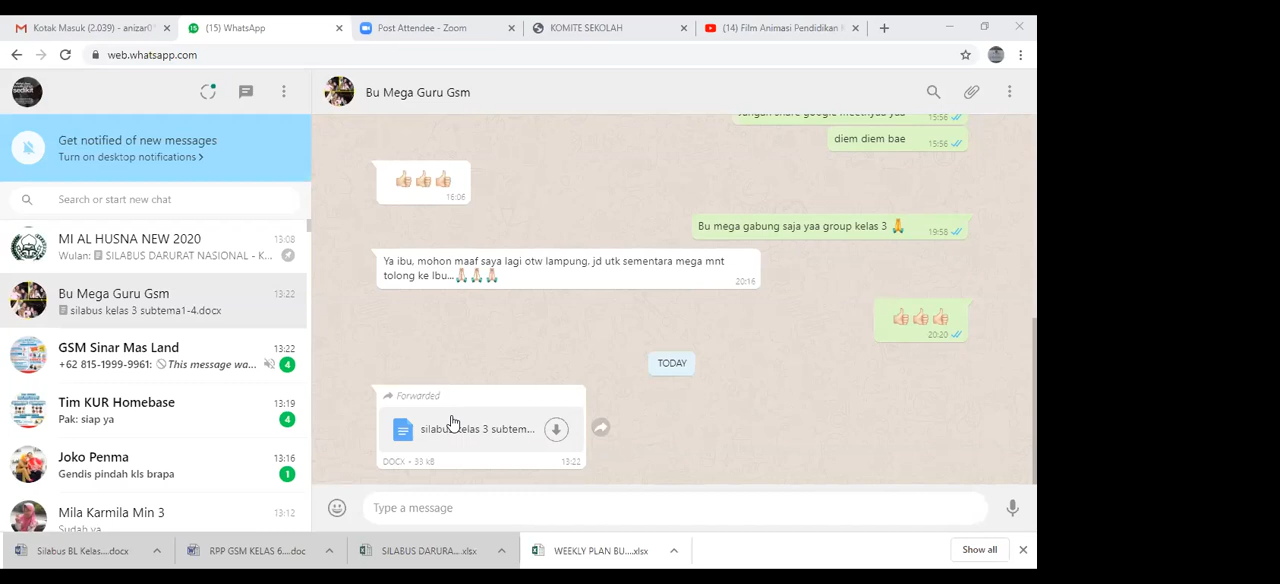 Kotak Masuk (2.039) - anizar0
(15) WhatsApp
Post Attendee - Zoom
KOMITE SEKOLAH
(14) Film Animasi Pendidikan
web.whatsapp.com
Bu Mega Guru Gsm
Get notified of new messages
Turn on desktop notifications >
Search or start new chat
MI AL HUSNA NEW 2020
13:08
Wulan: SILABUS DARURAT NASIONAL - K...
Bu Mega Guru Gsm
13:22
silabus kelas 3 subtema1-4.docx
GSM Sinar Mas Land
13:22
+62 815-1999-9961: This message wa...
4
Tim KUR Homebase
13:19
Pak: siap ya
4
Joko Penma
13:16
Gendis pindah kls brapa
1
Mila Karmila Min 3
13:12
Sudah ya
15:56
diem diem bae
15:56
16:06
Bu mega gabung saja yaa group kelas 3
19:58
Ya ibu, mohon maaf saya lagi otw lampung. jd utk sementara mega mnt
tolong ke Ibu...
20:16
20:20
TODAY
Forwarded
silabus kelas 3 subtem...
DOCX • 33 kB
13:22
Type a message
Silabus BL Kelas....docx
RPP GSM KELAS 6....doc
SILABUS DARURA....xlsx
WEEKLY PLAN BU....xlsx
Show all